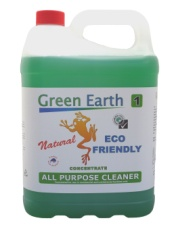 Green Earth
1
Natural
ECO
FRIENDLY
CONCENTRATE
ALL PURPOSE CLEANER